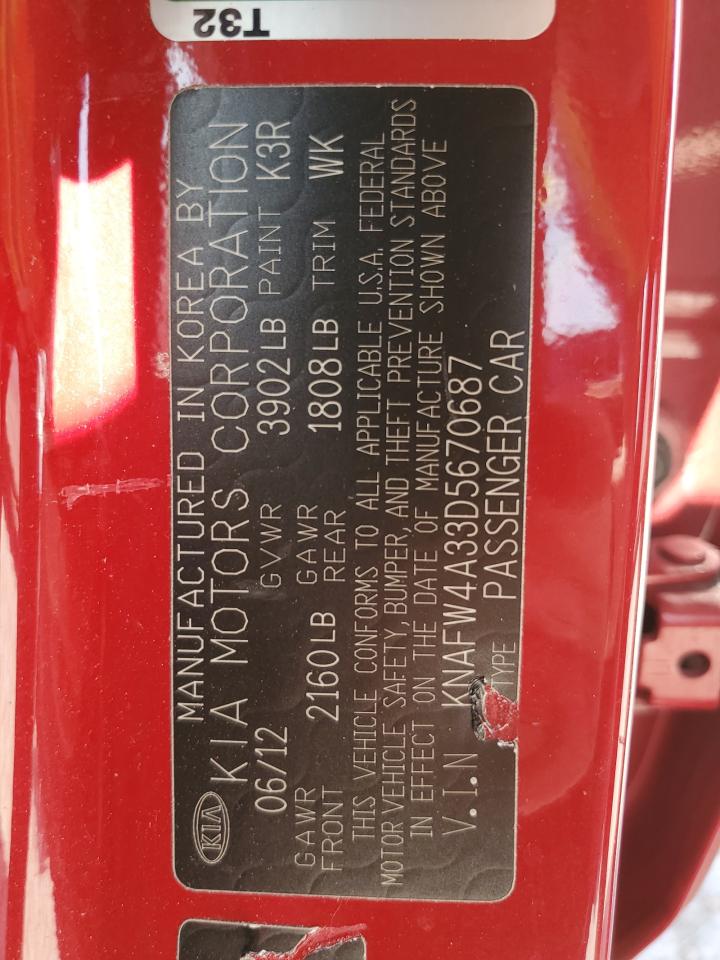 T32
MANUFACTURED IN KOREA BY
KIA KIA MOTORS CORPORATION
06/12 GVWR 3902LB PAINT K3R
GAWR FRONT 2160LB GAWR REAR 1808LB TRIM WK
THIS VEHICLE CONFORMS TO ALL APPLICABLE U.S.A. FEDERAL
MOTOR VEHICLE SAFETY, BUMPER, AND THEFT PREVENTION STANDARDS
IN EFFECT ON THE DATE OF MANUFACTURE SHOWN ABOVE
V.I.N KNAFW4A33D5670687
TYPE PASSENGER CAR